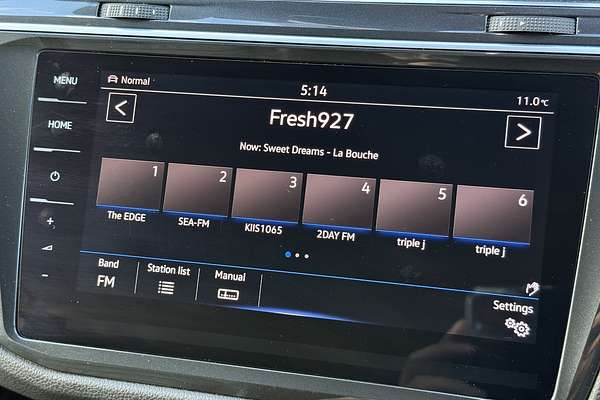 MENU
Normal
5:14
11.0°C
<
Fresh927
>
HOME
Now: Sweet Dreams - La Bouche
1
2
3
4
5
6
The EDGE
SEA-FM
KIIS1065
2DAY FM
triple j
triple j
+
-
Band
FM
Station list
Manual
Settings